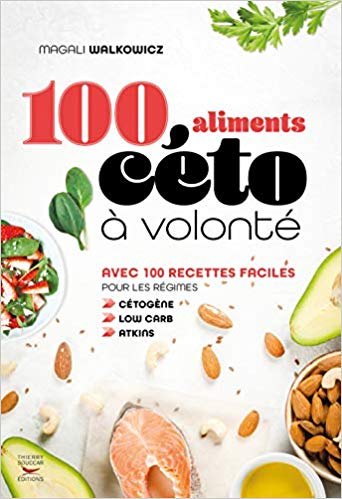 MAGALI WALKOWICZ
100 aliments
céto
à volonté
AVEC 100 RECETTES FACILES
POUR LES RÉGIMES
CÉTOGÈNE
LOW CARB
ATKINS
THIERRY
SOUCCAR
ÉDITIONS